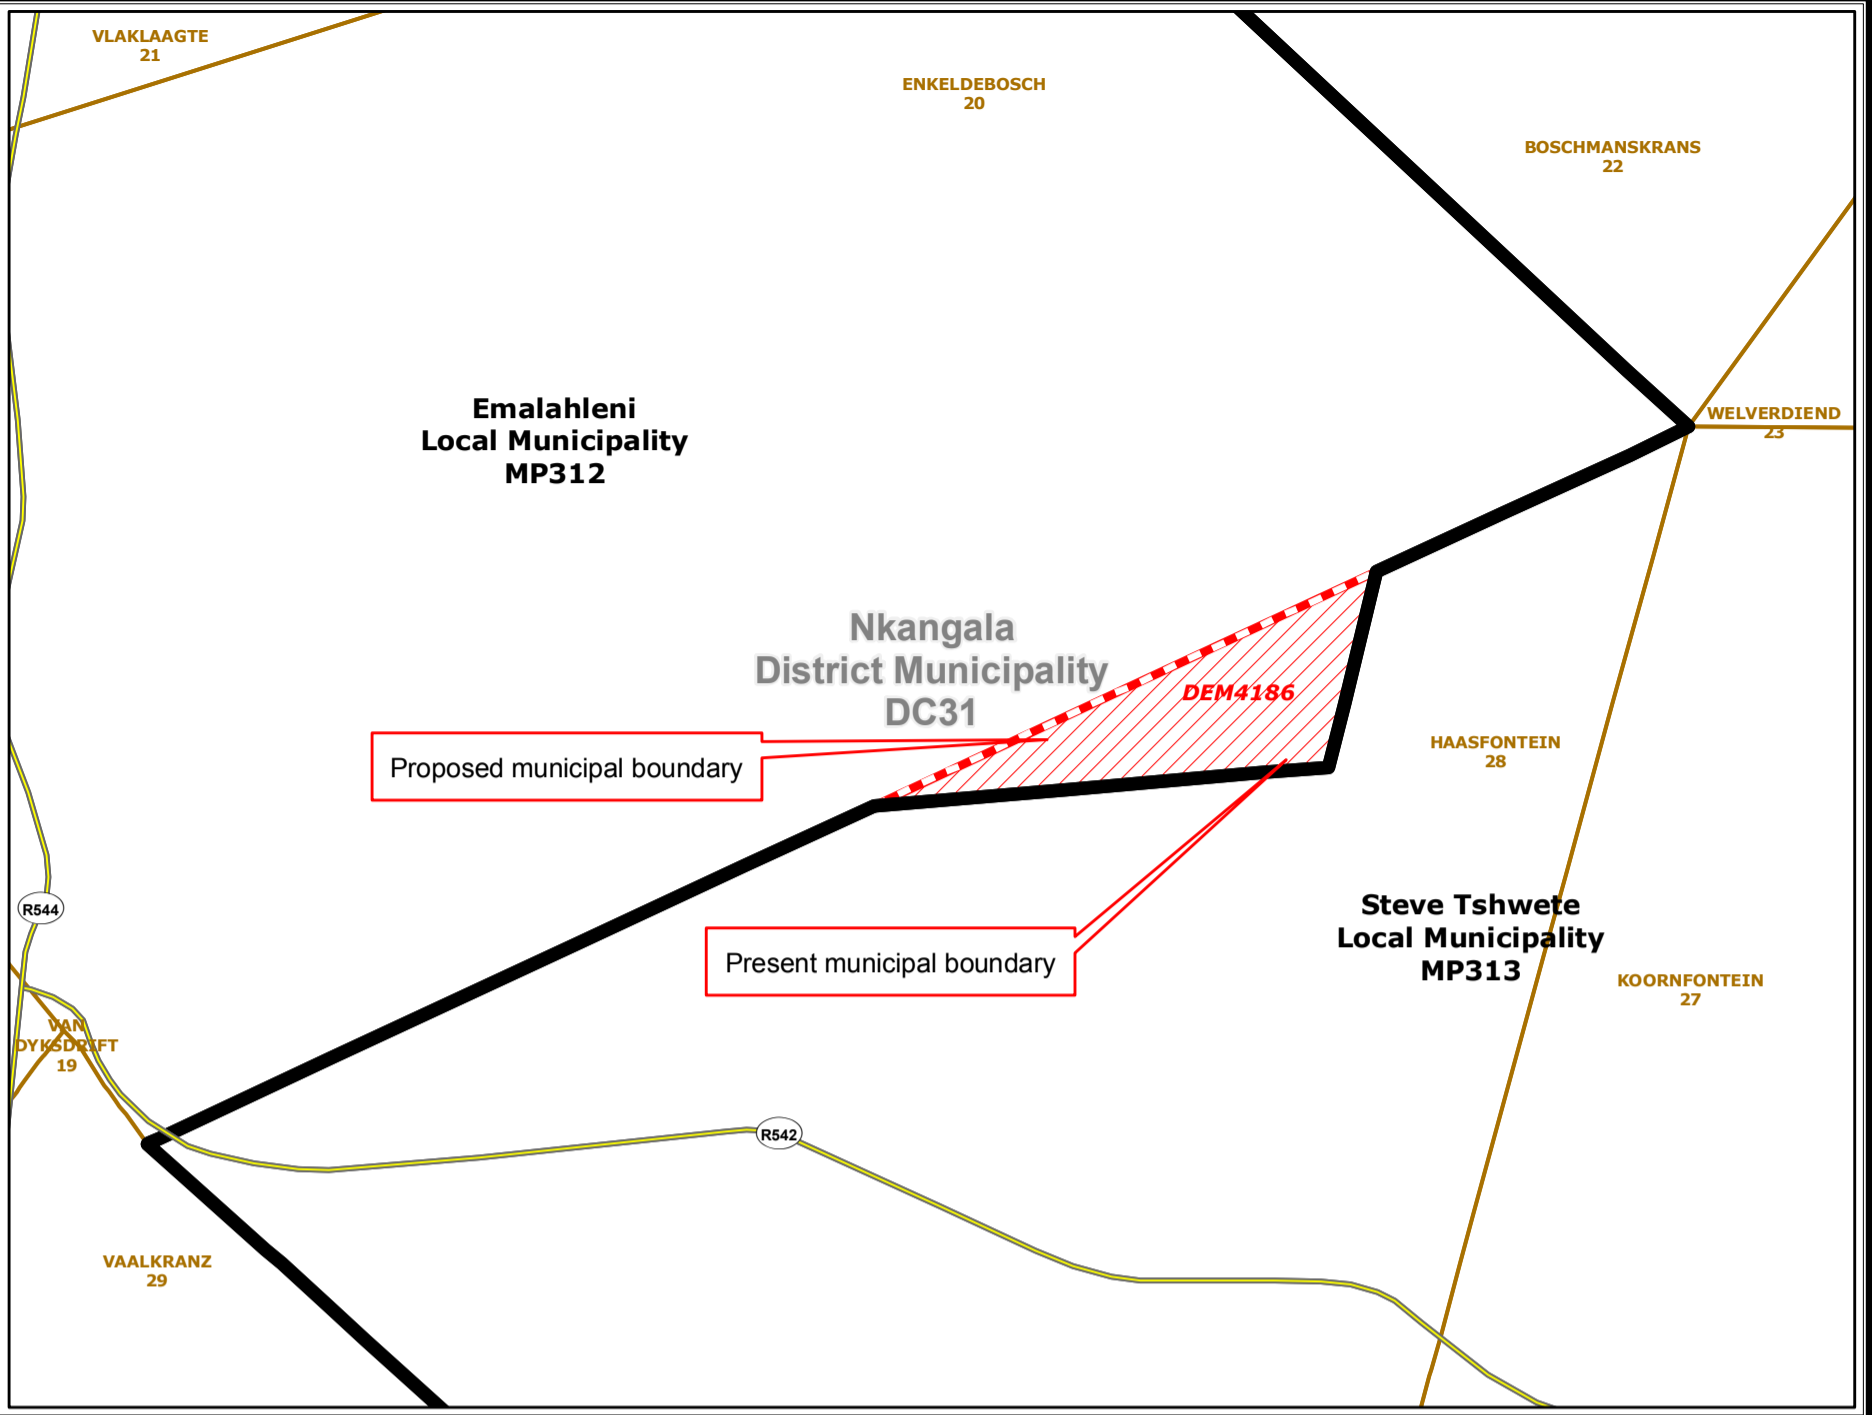 VLAKLAAGTE
21
ENKELDEBOSCH
20
BOSCHMANSKRANS
22
Emalahleni
Local Municipality
MP312
WELVERDIEND
23
Nkangala
District Municipality
DC31
DEM4186
Proposed municipal boundary
HAASFONTEIN
28
R544
Steve Tshwete
Local Municipality
MP313
Present municipal boundary
KOORNFONTEIN
27
VAN
DYKSDRIFT
19
R542
VAALKRANZ
29